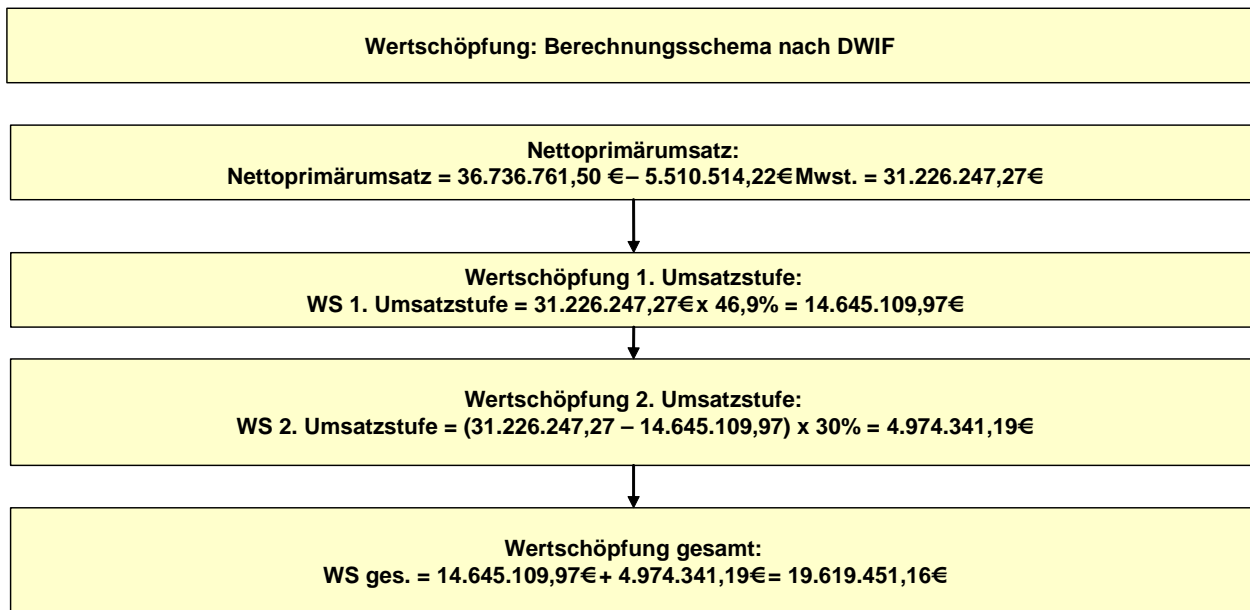 Wertschöpfung: Berechnungsschema nach DWIF
Nettoprimärumsatz:
Nettoprimärumsatz = 36.736.761,50 €– 5.510.514,22€Mwst. = 31.226.247,27€
Wertschöpfung 1. Umsatzstufe:
WS 1. Umsatzstufe = 31.226.247,27€x 46,9% = 14.645.109,97€
Wertschöpfung 2. Umsatzstufe:
WS 2. Umsatzstufe = (31.226.247,27 – 14.645.109,97) x 30% = 4.974.341,19€
Wertschöpfung gesamt:
WS ges. = 14.645.109,97€+ 4.974.341,19€= 19.619.451,16€